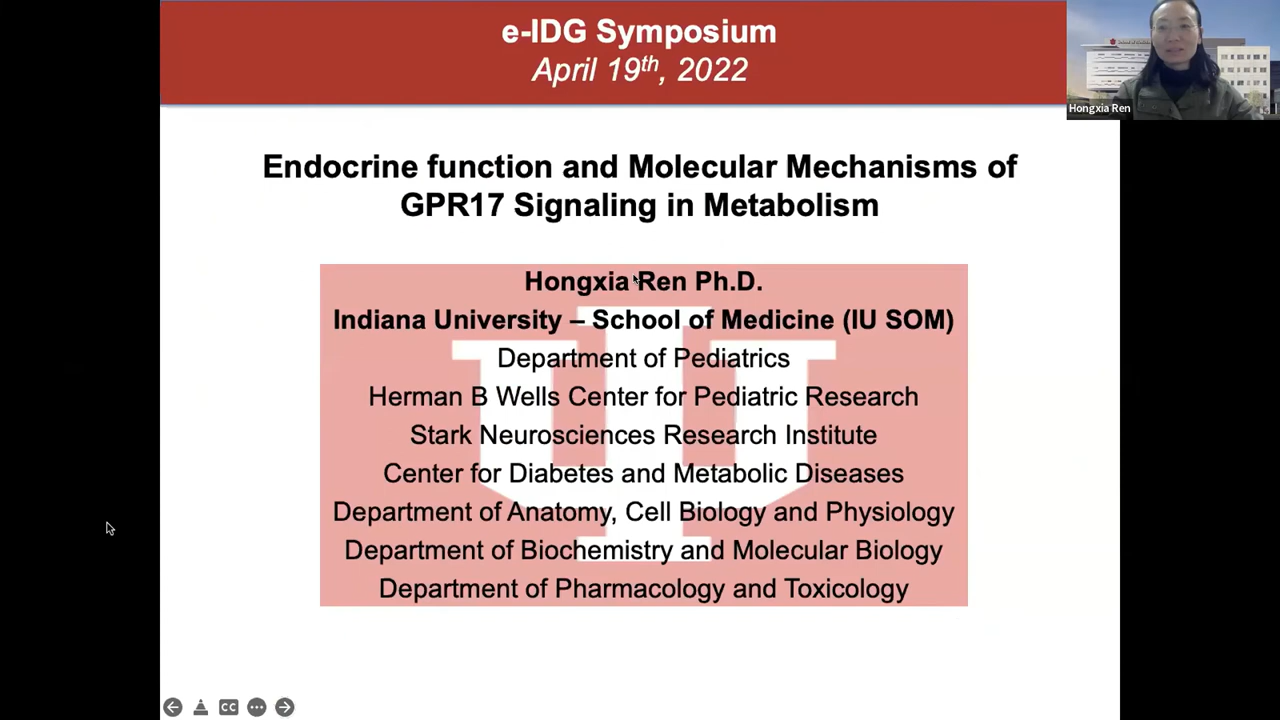 e-IDG Symposium
April 19th, 2022
Hongxia Ren
Endocrine function and Molecular Mechanisms of
GPR17 Signaling in Metabolism
Hongxia Ren Ph.D.
Indiana University – School of Medicine (IU SOM)
Department of Pediatrics
Herman B Wells Center for Pediatric Research
Stark Neurosciences Research Institute
Center for Diabetes and Metabolic Diseases
Department of Anatomy, Cell Biology and Physiology
Department of Biochemistry and Molecular Biology
Department of Pharmacology and Toxicology
CC